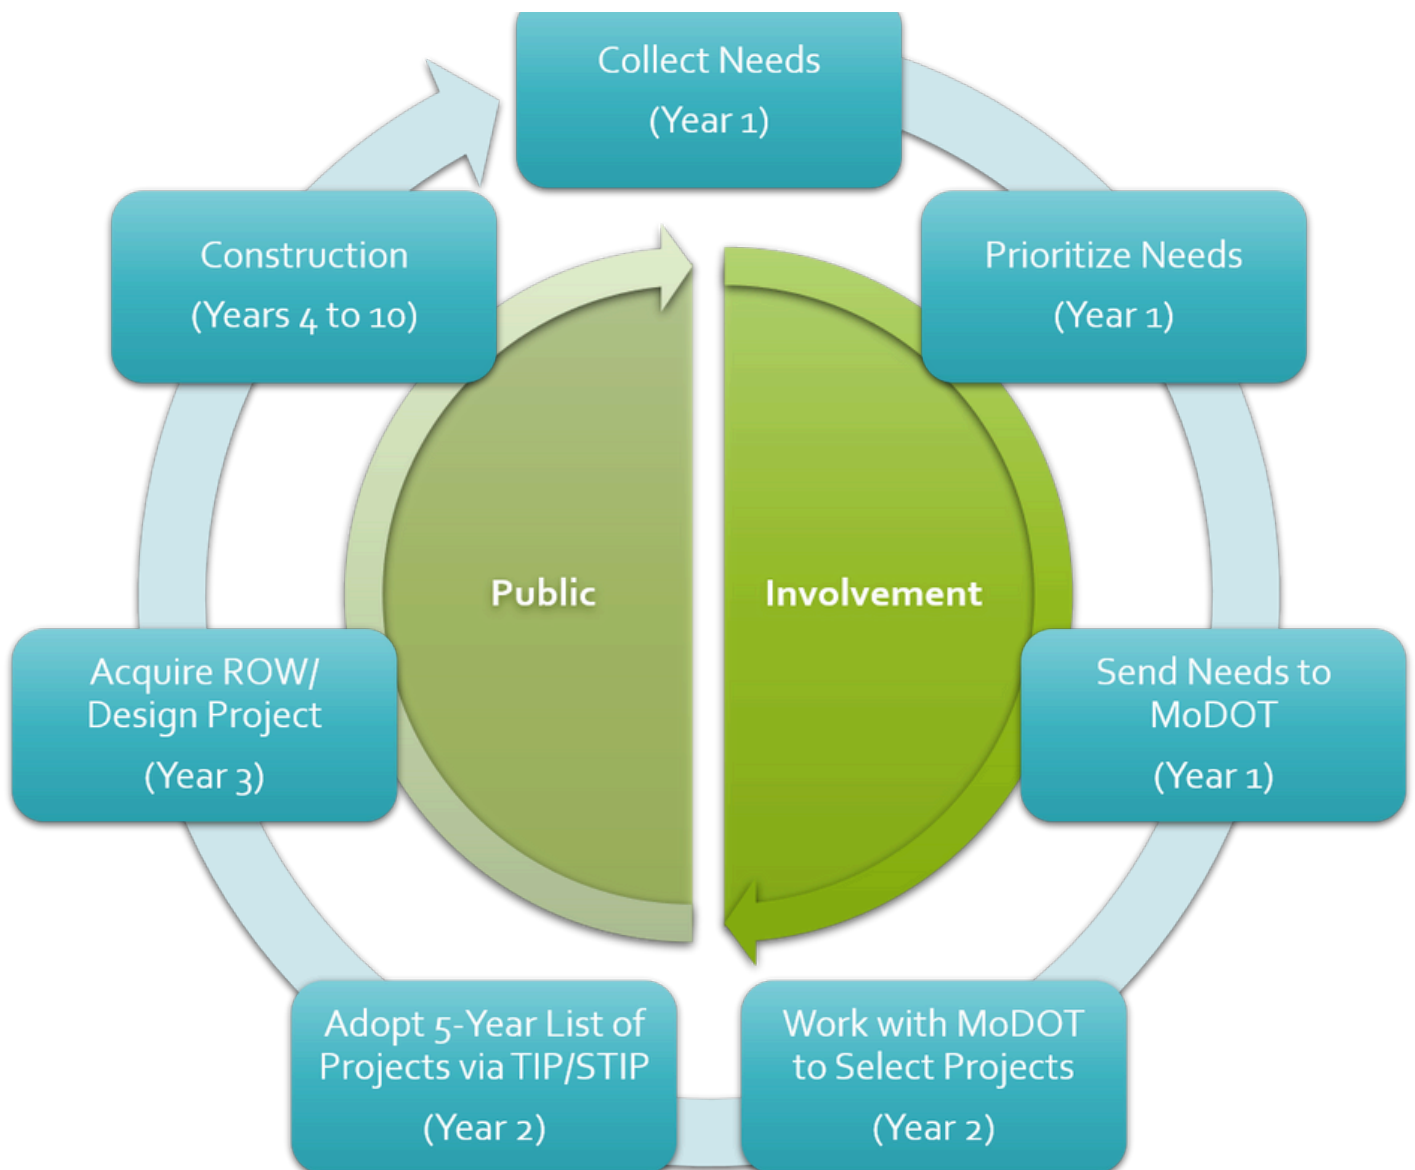 Collect Needs
(Year 1)
Prioritize Needs
(Year 1)
Send Needs to
MoDOT
(Year 1)
Work with MoDOT
to Select Projects
(Year 2)
Adopt 5-Year List of
Projects via TIP/STIP
(Year 2)
Acquire ROW/
Design Project
(Year 3)
Construction
(Years 4 to 10)
Public
Involvement